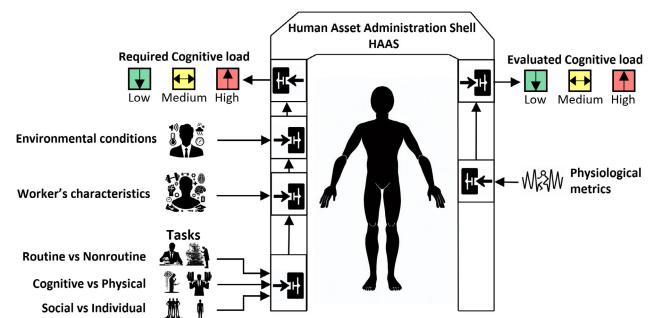 Human Asset Administration Shell
HAAS
Required Cognitive load
Low Medium High
Evaluated Cognitive load
Low Medium High
Environmental conditions
Worker's characteristics
Physiological
metrics
Tasks
Routine vs Nonroutine
Cognitive vs Physical
Social vs Individual